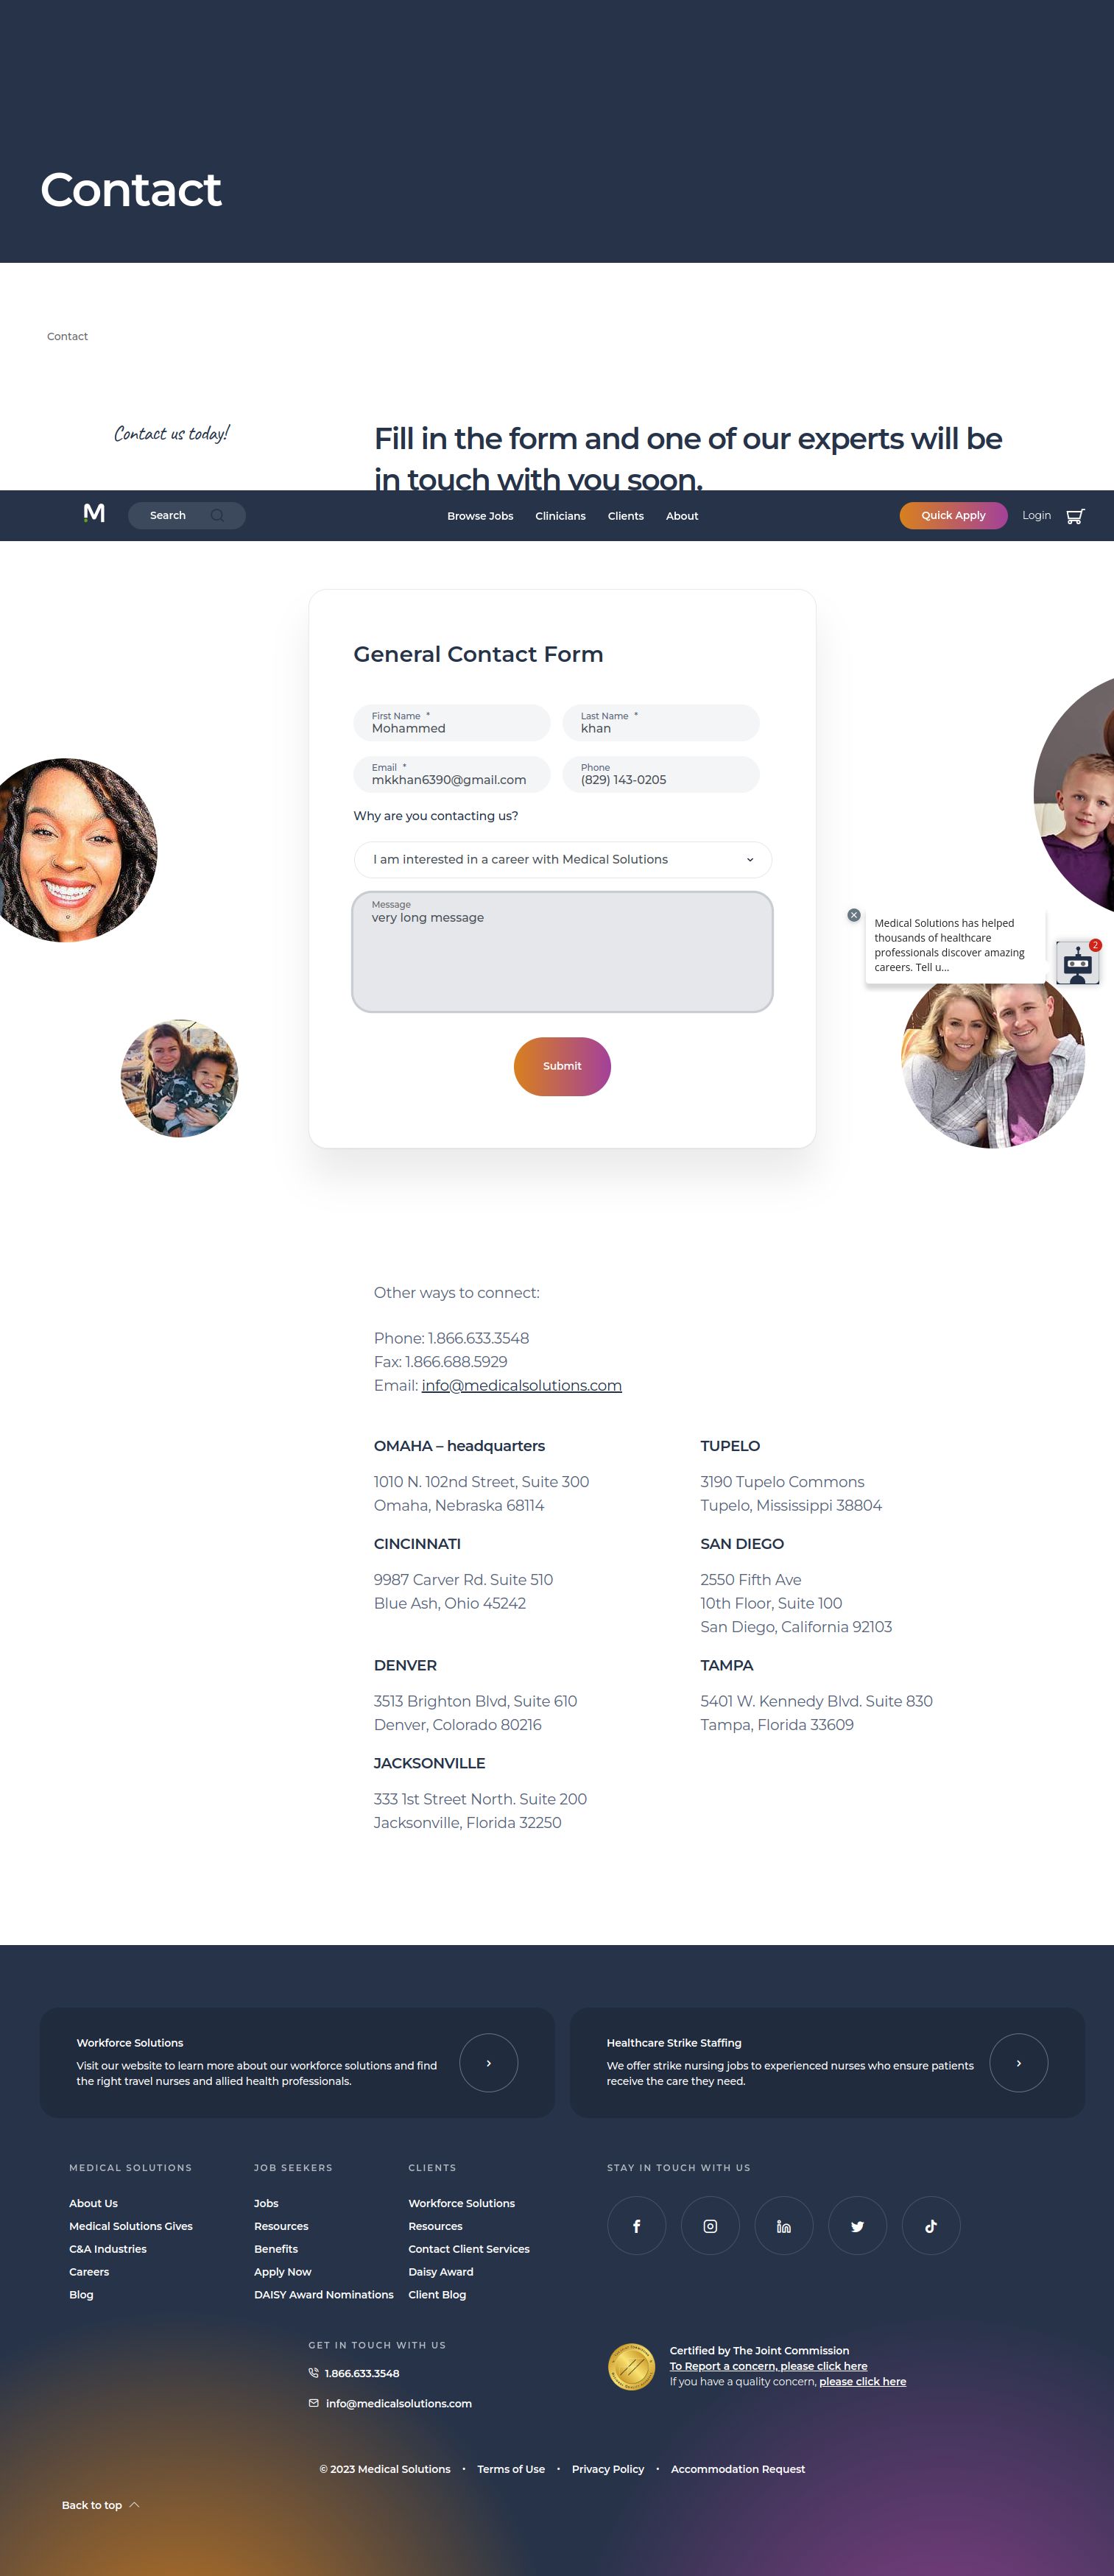 Contact
Contact
Contact us today!
Fill in the form and one of our experts will be
in touch with you soon.
M
Search
Browse Jobs
Clinicians
Clients
About
Quick Apply
Login
General Contact Form
First Name *
Mohammed
Last Name *
khan
Email *
mkkhan6390@gmail.com
Phone
(829) 143-0205
Why are you contacting us?
I am interested in a career with Medical Solutions
Message
very long message
Submit
Medical Solutions has helped
thousands of healthcare
professionals discover amazing
careers. Tell u...
2
Other ways to connect:
Phone: 1.866.633.3548
Fax: 1.866.688.5929
Email: info@medicalsolutions.com
OMAHA – headquarters
1010 N. 102nd Street, Suite 300
Omaha, Nebraska 68114
TUPELO
3190 Tupelo Commons
Tupelo, Mississippi 38804
CINCINNATI
9987 Carver Rd. Suite 510
Blue Ash, Ohio 45242
SAN DIEGO
2550 Fifth Ave
10th Floor, Suite 100
San Diego, California 92103
DENVER
3513 Brighton Blvd, Suite 610
Denver, Colorado 80216
TAMPA
5401 W. Kennedy Blvd. Suite 830
Tampa, Florida 33609
JACKSONVILLE
333 1st Street North. Suite 200
Jacksonville, Florida 32250
Workforce Solutions
Visit our website to learn more about our workforce solutions and find
the right travel nurses and allied health professionals.
Healthcare Strike Staffing
We offer strike nursing jobs to experienced nurses who ensure patients
receive the care they need.
MEDICAL SOLUTIONS
About Us
Medical Solutions Gives
C&A Industries
Careers
Blog
JOB SEEKERS
Jobs
Resources
Benefits
Apply Now
DAISY Award Nominations
CLIENTS
Workforce Solutions
Resources
Contact Client Services
Daisy Award
Client Blog
STAY IN TOUCH WITH US
GET IN TOUCH WITH US
1.866.633.3548
info@medicalsolutions.com
Certified by The Joint Commission
To Report a concern, please click here
If you have a quality concern, please click here
© 2023 Medical Solutions • Terms of Use • Privacy Policy • Accommodation Request
Back to top